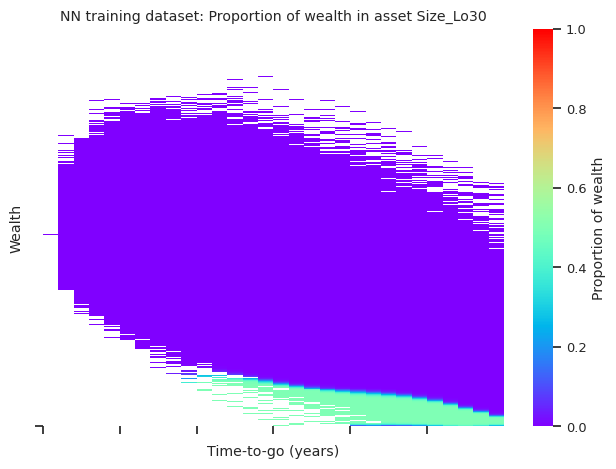 NN training dataset: Proportion of wealth in asset Size_Lo30
Wealth
Time-to-go (years)
1.0
0.8
0.6
0.4
0.2
0.0
Proportion of wealth